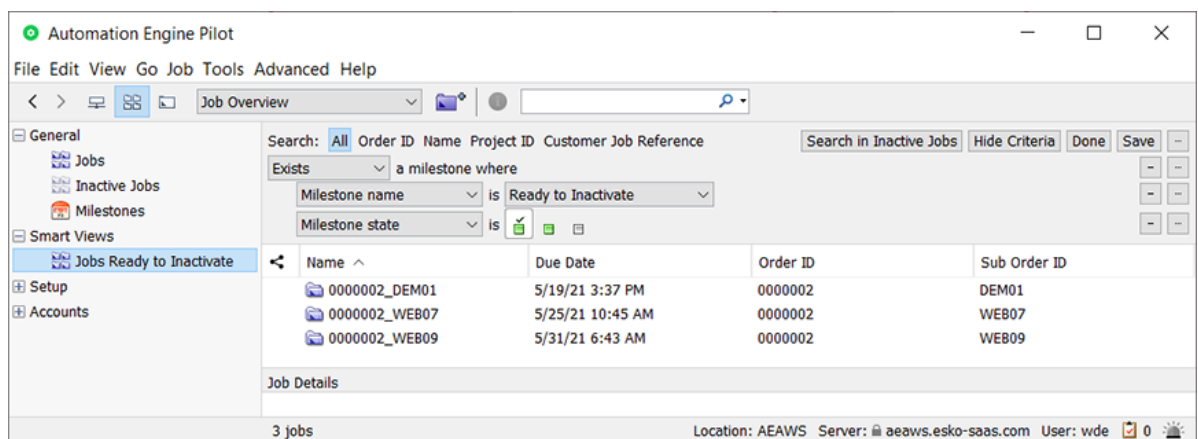 Automation Engine Pilot
File Edit View Go Job Tools Advanced Help
Job Overview
General
Jobs
Inactive Jobs
Milestones
Smart Views
Jobs Ready to Inactivate
Setup
Accounts
Search: All Order ID Name Project ID Customer Job Reference Search in Inactive Jobs Hide Criteria Done Save
Exists a milestone where
Milestone name is Ready to Inactivate
Milestone state is
Name Due Date Order ID Sub Order ID
0000002_DEM01 5/19/21 3:37 PM 0000002 DEM01
0000002_WEB07 5/25/21 10:45 AM 0000002 WEB07
0000002_WEB09 5/31/21 6:43 AM 0000002 WEB09
Job Details
3 jobs Location: AEAWS Server: aeaws.esko-saas.com User: wde 0